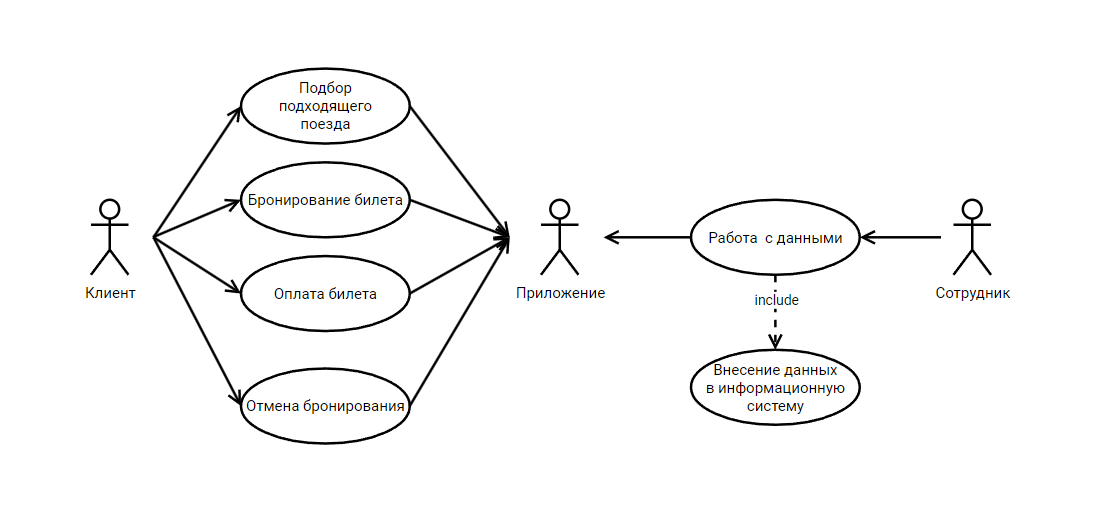 Подбор
подходящего
поезда
Бронирование билета
Оплата билета
Отмена бронирования
Клиент
Приложение
Работа с данными
include
Внесение данных
в информационную
систему
Сотрудник